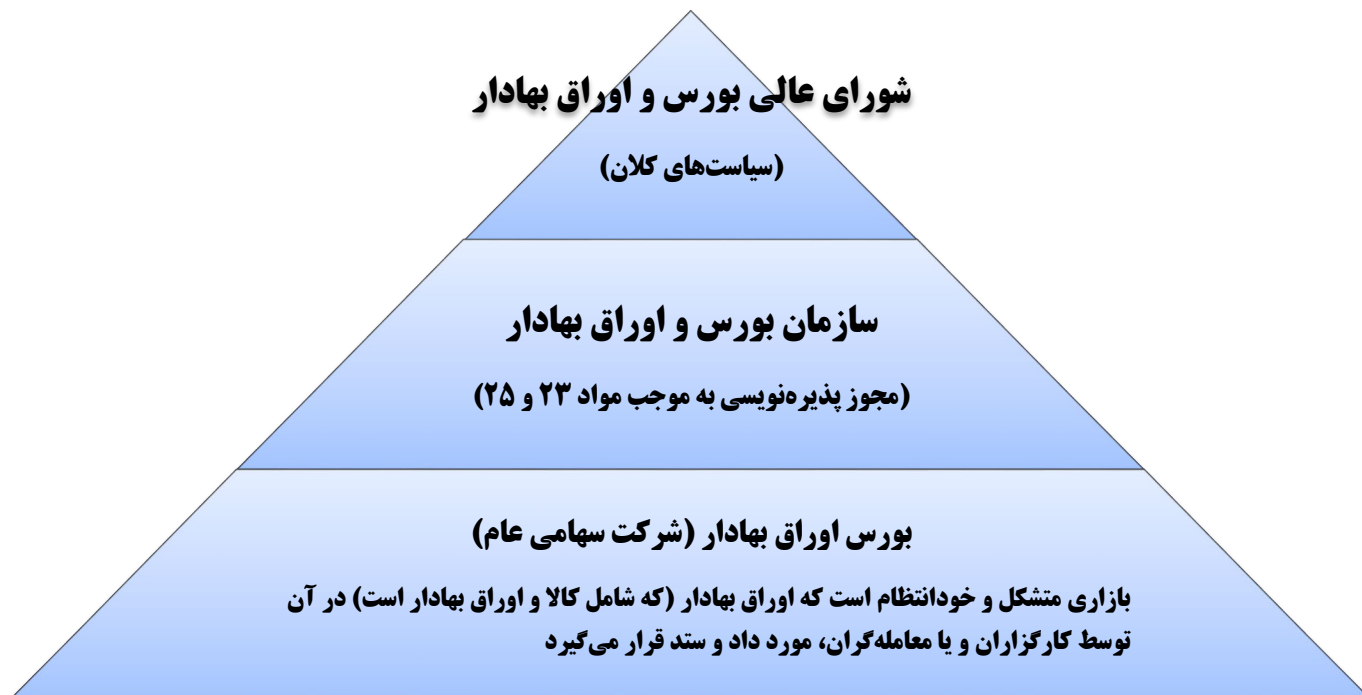 شورای عالی بورس و اوراق بهادار
(سیاست‌های کلان)
سازمان بورس و اوراق بهادار
(مجوز پذیره‌نویسی به موجب مواد ۲۳ و ۲۵)
بورس اوراق بهادار (شرکت سهامی عام)
بازاری متشکل و خودانتظام است که اوراق بهادار (که شامل کالا و اوراق بهادار است) در آن
توسط کارگزاران و یا معامله‌گران، مورد داد و ستد قرار می‌گیرد